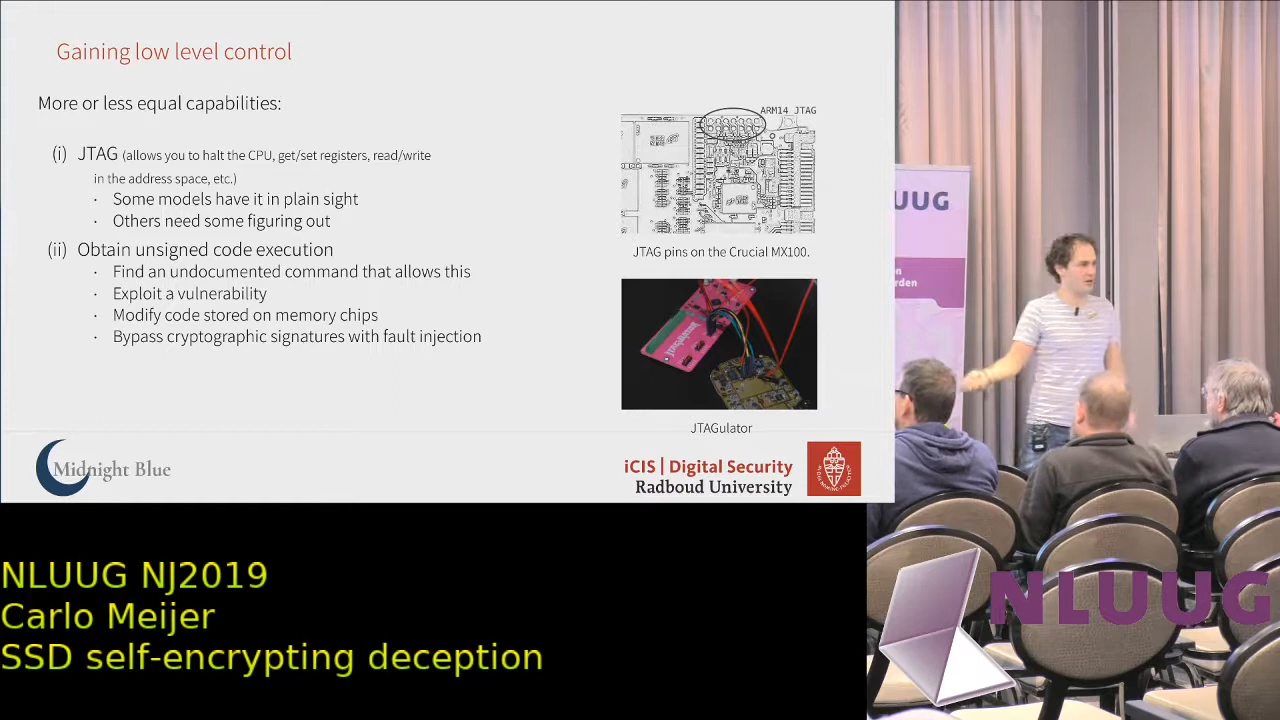 Gaining low level control
More or less equal capabilities:
(i) JTAG (allows you to halt the CPU, get/set registers, read/write
in the address space, etc.)
· Some models have it in plain sight
· Others need some figuring out
(ii) Obtain unsigned code execution
· Find an undocumented command that allows this
· Exploit a vulnerability
· Modify code stored on memory chips
· Bypass cryptographic signatures with fault injection
ARM14 JTAG
JTAG pins on the Crucial MX100.
JTAGulator
Midnight Blue
iCIS | Digital Security
Radboud University
UUG
en
rden
NLUUG NJ2019
Carlo Meijer
SSD self-encrypting deception
NLUUG